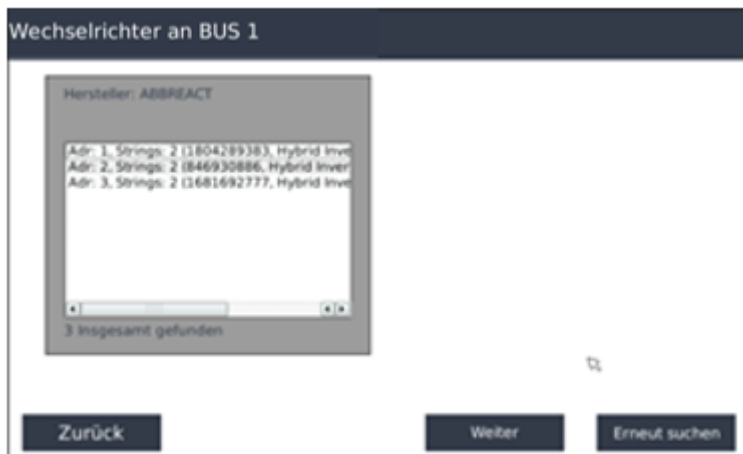 Wechselrichter an BUS 1
Hersteller: ABBREACT
Adr: 1, Strings: 2 (1804289383, Hybrid Inve
Adr: 2, Strings: 2 (846930886, Hybrid Inver
Adr: 3, Strings: 2 (1681692777, Hybrid Inve
3 Insgesamt gefunden
Zurück
Weiter
Erneut suchen